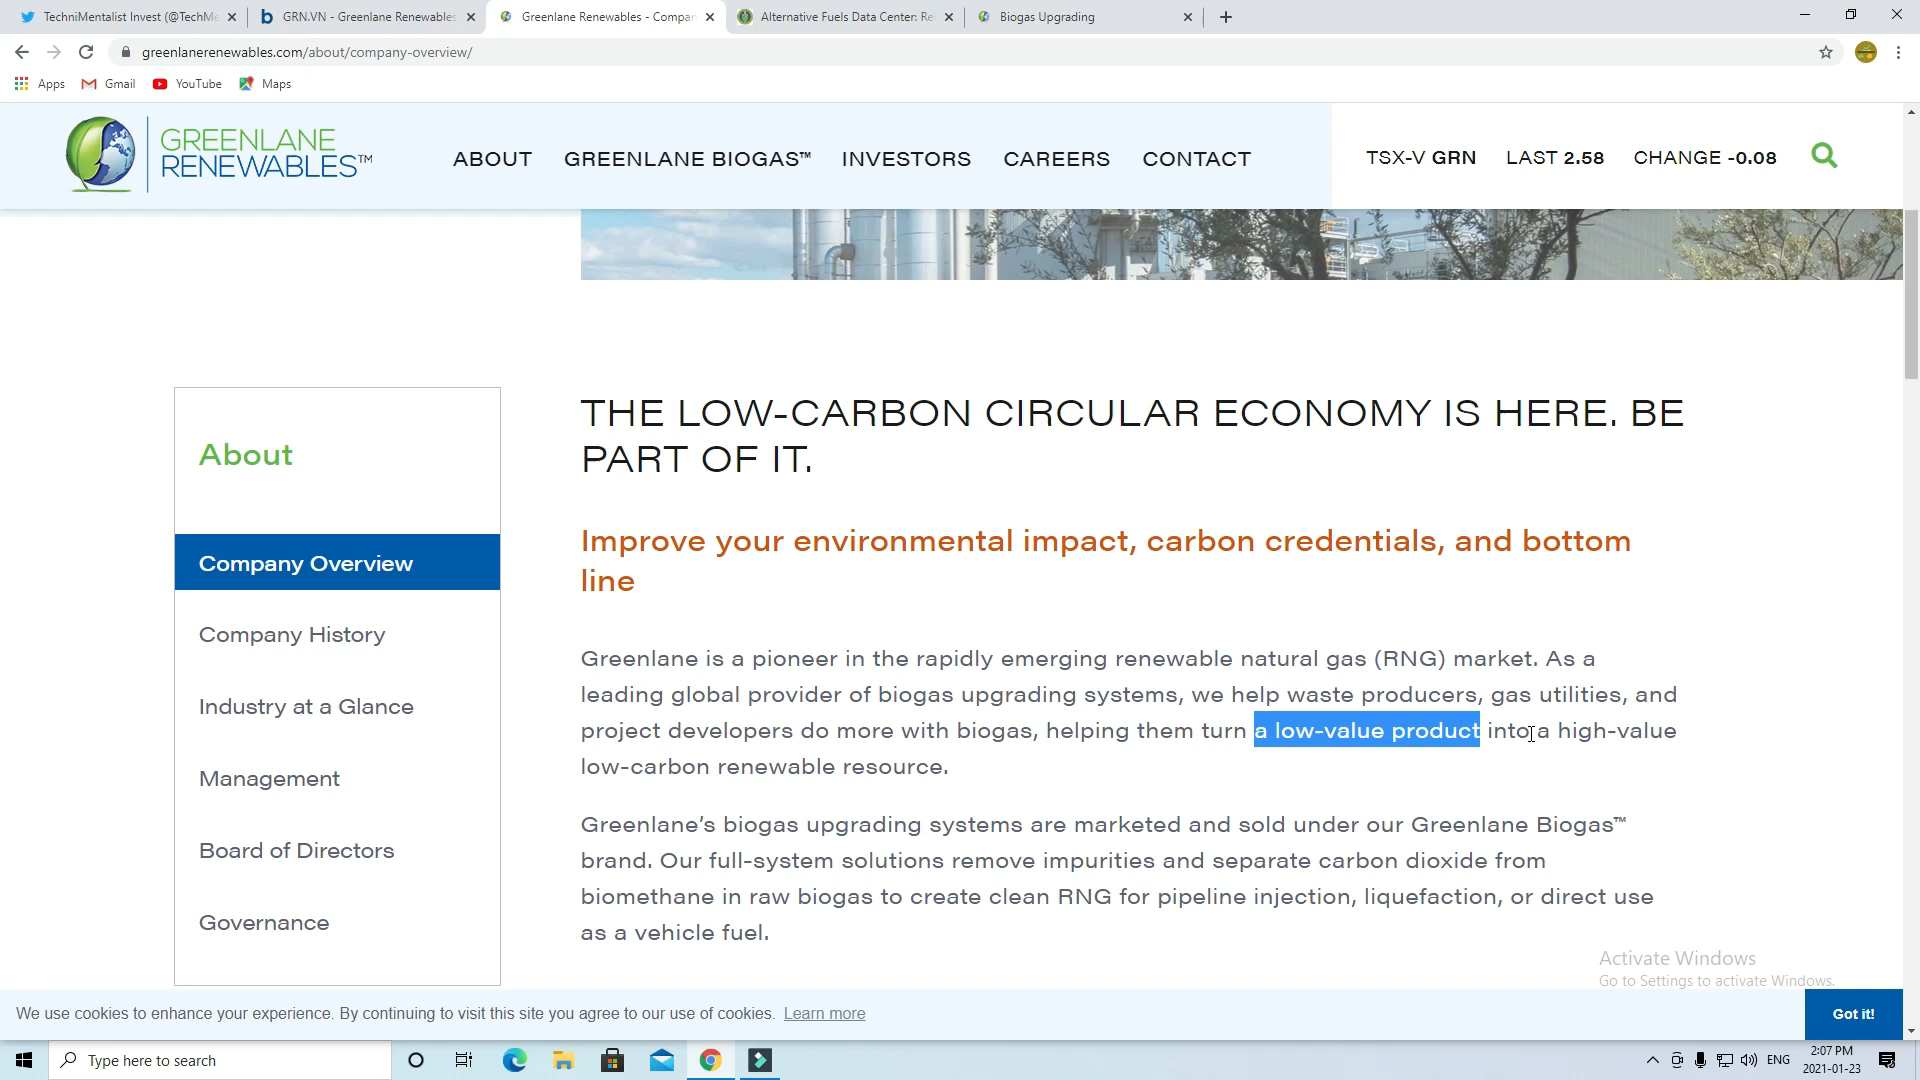 TechniMentalist Invest (@TechMe
GRN.VN - Greenlane Renewables
Greenlane Renewables - Compan
Alternative Fuels Data Center: Re
Biogas Upgrading
greenlanerenewables.com/about/company-overview/
Apps
Gmail
YouTube
Maps
GREENLANE
RENEWABLES™
ABOUT
GREENLANE BIOGAS™
INVESTORS
CAREERS
CONTACT
TSX-V GRN
LAST 2.58
CHANGE -0.08
THE LOW-CARBON CIRCULAR ECONOMY IS HERE. BE
PART OF IT.
About
Improve your environmental impact, carbon credentials, and bottom
line
Company Overview
Company History
Industry at a Glance
Management
Board of Directors
Governance
Greenlane is a pioneer in the rapidly emerging renewable natural gas (RNG) market. As a
leading global provider of biogas upgrading systems, we help waste producers, gas utilities, and
project developers do more with biogas, helping them turn a low-value product into a high-value
low-carbon renewable resource.
Greenlane’s biogas upgrading systems are marketed and sold under our Greenlane Biogas™
brand. Our full-system solutions remove impurities and separate carbon dioxide from
biomethane in raw biogas to create clean RNG for pipeline injection, liquefaction, or direct use
as a vehicle fuel.
Activate Windows
Go to Settings to activate Windows.
We use cookies to enhance your experience. By continuing to visit this site you agree to our use of cookies. Learn more
Got it!
Type here to search
ENG
2:07 PM
2021-01-23